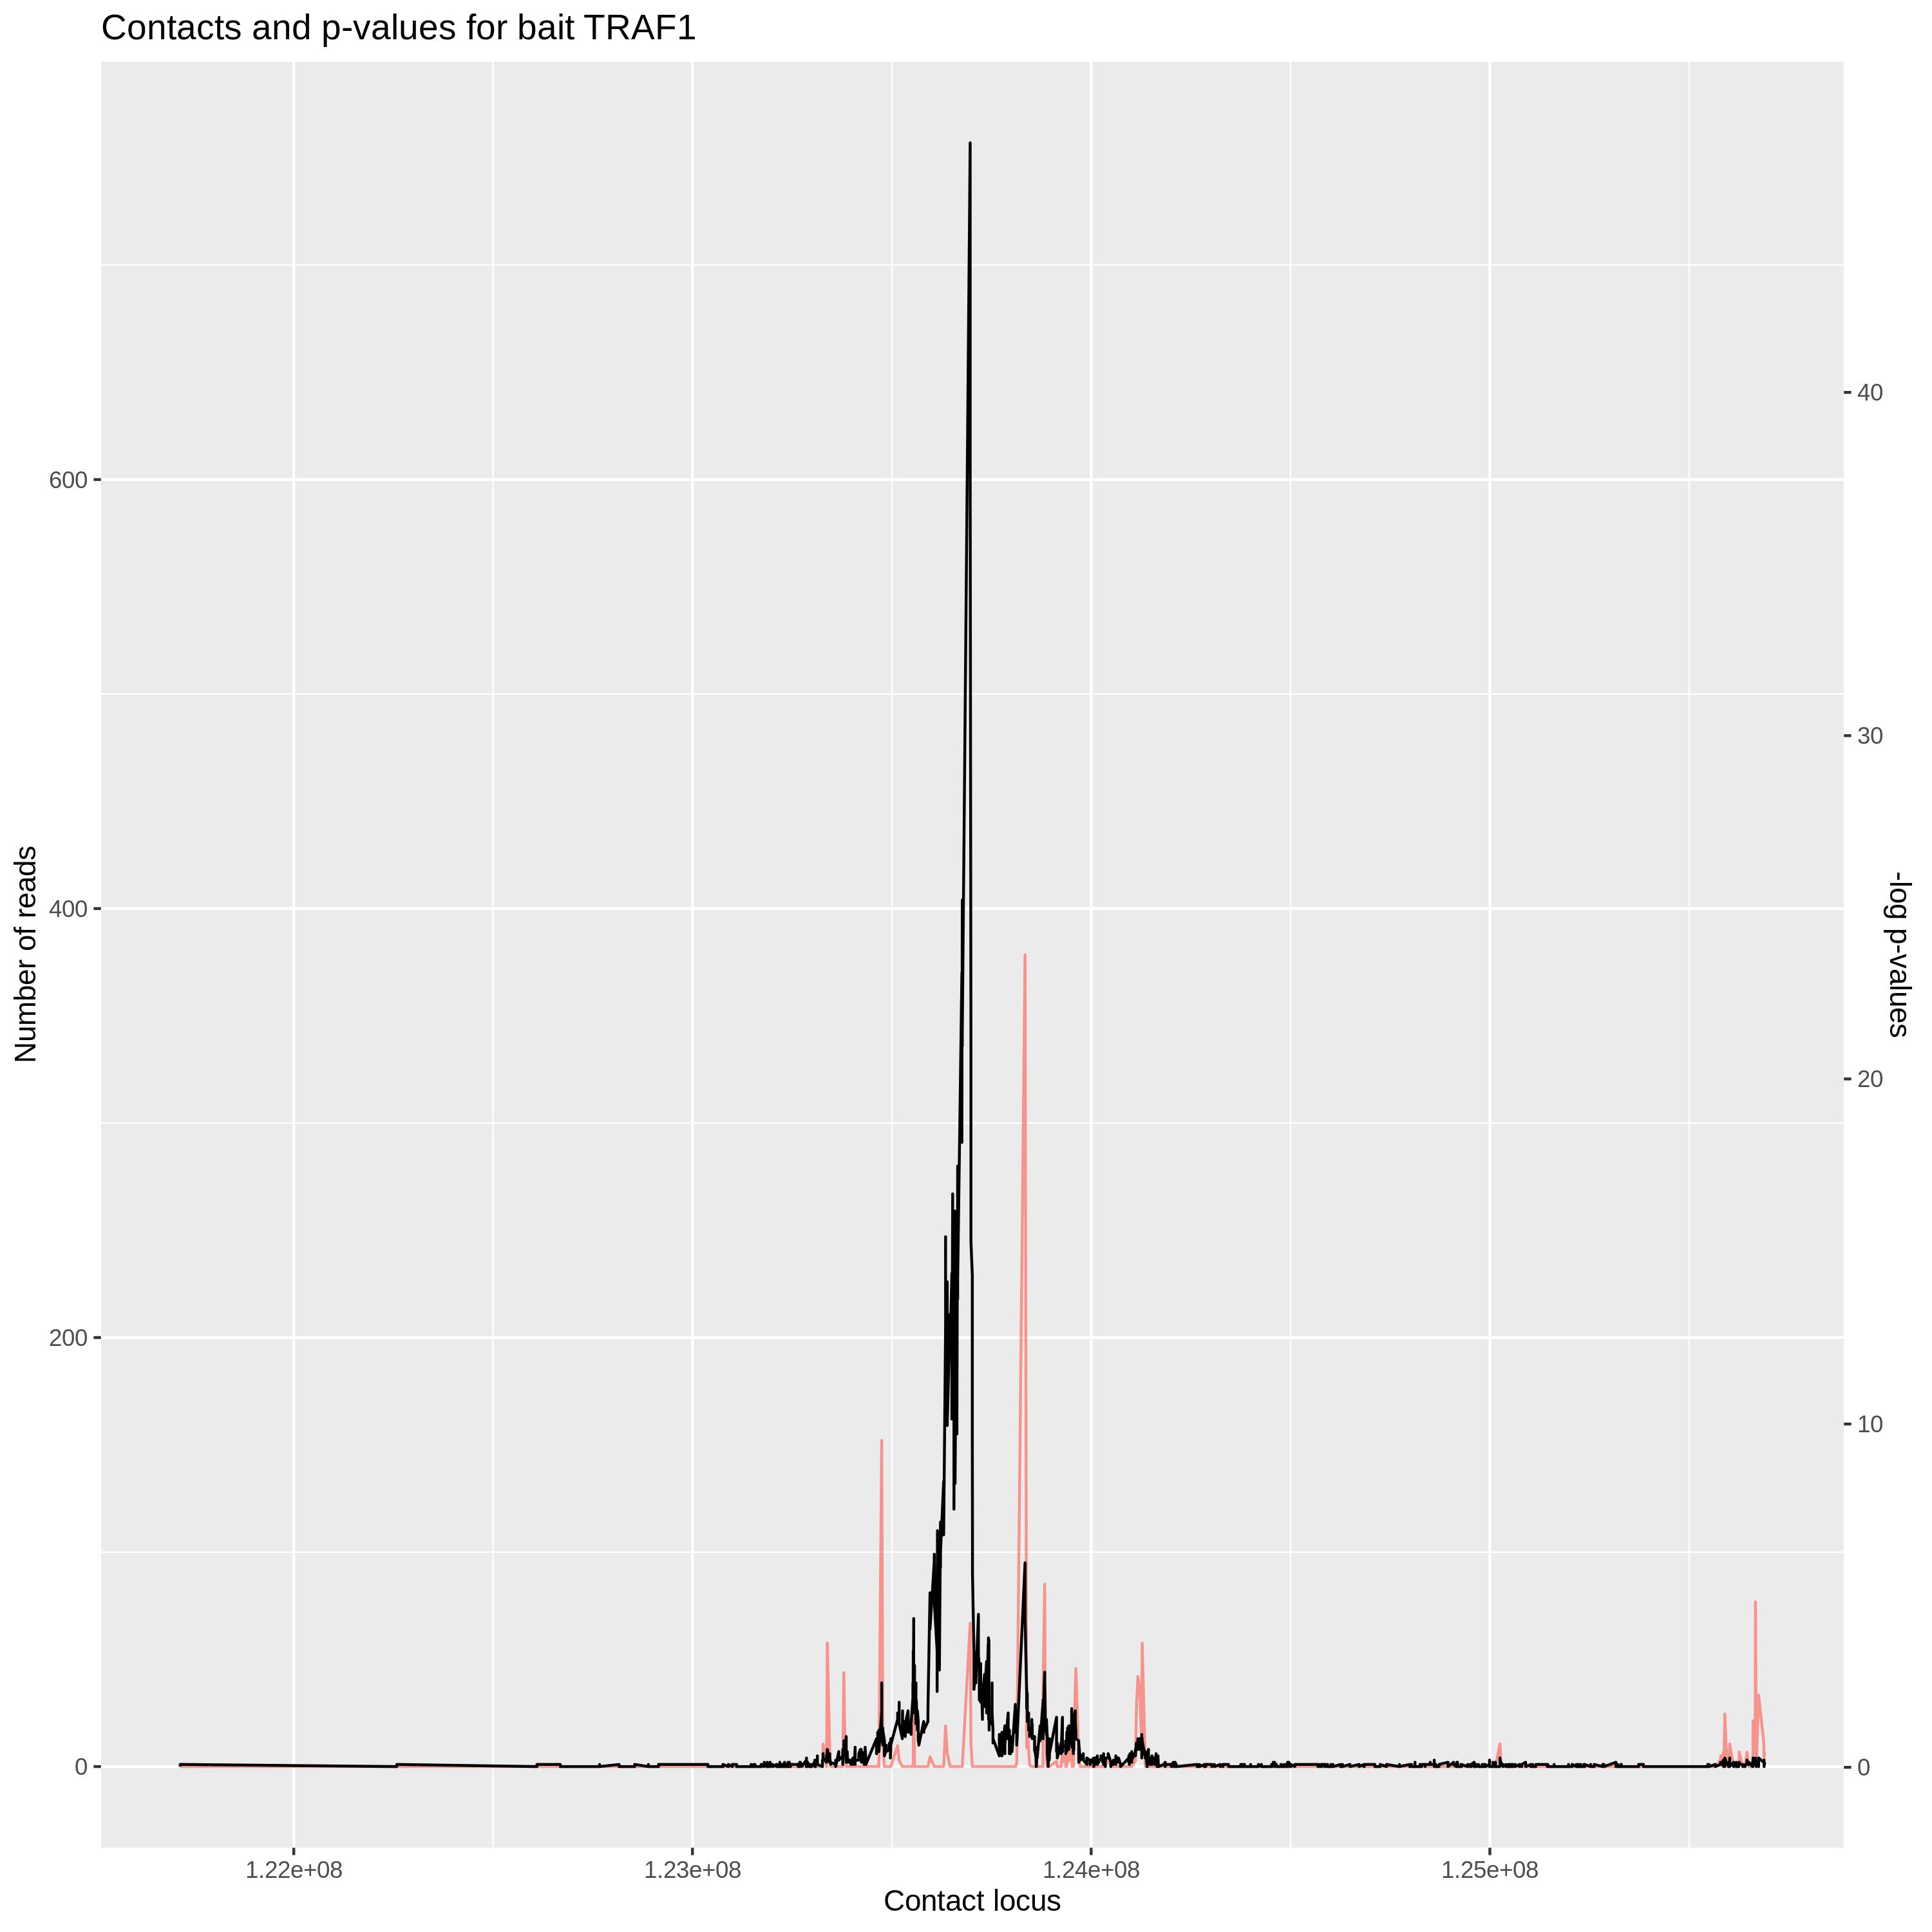 Contacts and p-values for bait TRAF1
Number of reads
600
400
200
0
-log p-values
40
30
20
10
0
1.22e+08
1.23e+08
1.24e+08
1.25e+08
Contact locus